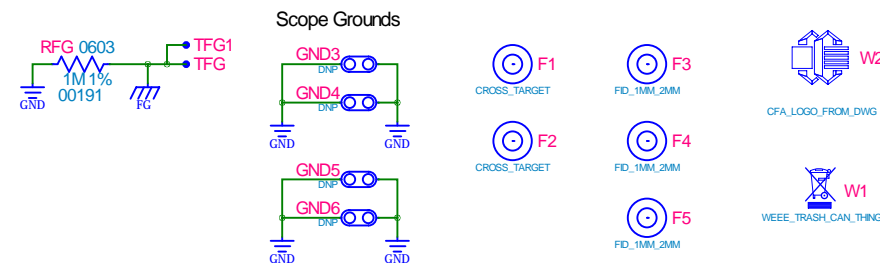 Scope Grounds
RFG 0603
1M 1%
00191
GND
FG
TFG1
TFG
GND3
DNP
GND4
DNP
GND
GND
GND5
DNP
GND6
DNP
GND
GND
F1
CROSS_TARGET
F2
CROSS_TARGET
F3
FID_1MM_2MM
F4
FID_1MM_2MM
F5
FID_1MM_2MM
W2
CFA_LOGO_FROM_DWG
W1
WEEE_TRASH_CAN_THING